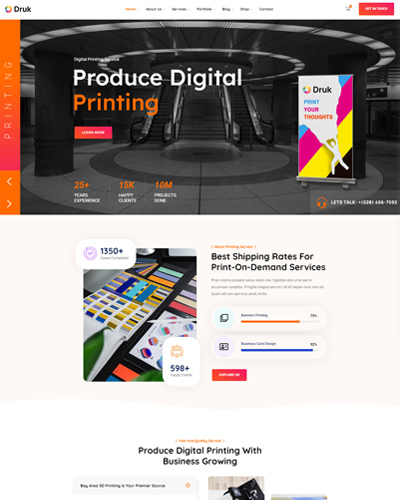 Druk
Home
About us
Services
Portfolio
Blog
Shop
Contact
GET IN TOUCH
PRINTING
Digital Printing Service
Produce Digital
Printing
LEARN MORE
25+
YEARS
EXPERIENCE
15K
HAPPY
CLIENTS
10M
PROJECTS
DONE
Druk
PRINT
YOUR
THOUGHTS
LETS TALK: +(528) 456-7592
1350+
Cases Completed
598+
Happy Clients
About Printing Service
Best Shipping Rates For
Print-On-Demand Services
Banners Printing
75%
Business Card Design
92%
EXPLORE US
Fast And Quality Service
Produce Digital Printing With
Business Growing
Bay Area 3D Printing Is Your Premier Source